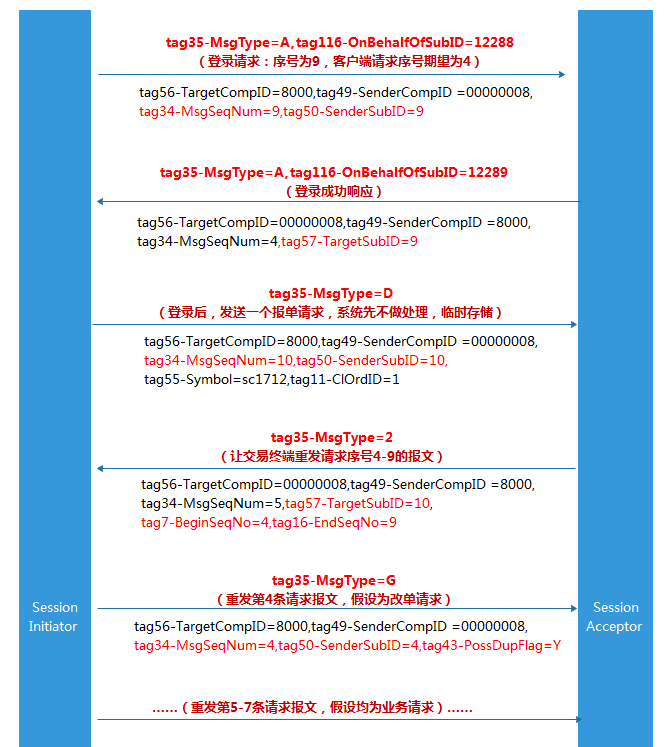 tag35-MsgType=A,tag116-OnBehalfOfSubID=12288
（登录请求：序号为9，客户端请求序号期望为4）
tag56-TargetCompID=8000,tag49-SenderCompID =00000008,
tag34-MsgSeqNum=9,tag50-SenderSubID=9
tag35-MsgType=A,tag116-OnBehalfOfSubID=12289
（登录成功响应）
tag56-TargetCompID=00000008,tag49-SenderCompID =8000,
tag34-MsgSeqNum=4,tag57-TargetSubID=9
tag35-MsgType=D
（登录后，发送一个报单请求，系统先不做处理，临时存储）
tag56-TargetCompID=8000,tag49-SenderCompID =00000008,
tag34-MsgSeqNum=10,tag50-SenderSubID=10,
tag55-Symbol=sc1712,tag11-ClOrdID=1
tag35-MsgType=2
（让交易终端重发请求序号4-9的报文）
tag56-TargetCompID=00000008,tag49-SenderCompID =8000,
tag34-MsgSeqNum=5,tag57-TargetSubID=10,
tag7-BeginSeqNo=4,tag16-EndSeqNo=9
tag35-MsgType=G
（重发第4条请求报文，假设为改单请求）
tag56-TargetCompID=8000,tag49-SenderCompID =00000008,
tag34-MsgSeqNum=4,tag50-SenderSubID=4,tag43-PossDupFlag=Y
Session
Initiator
Session
Acceptor
……（重发第5-7条请求报文，假设均为业务请求）……